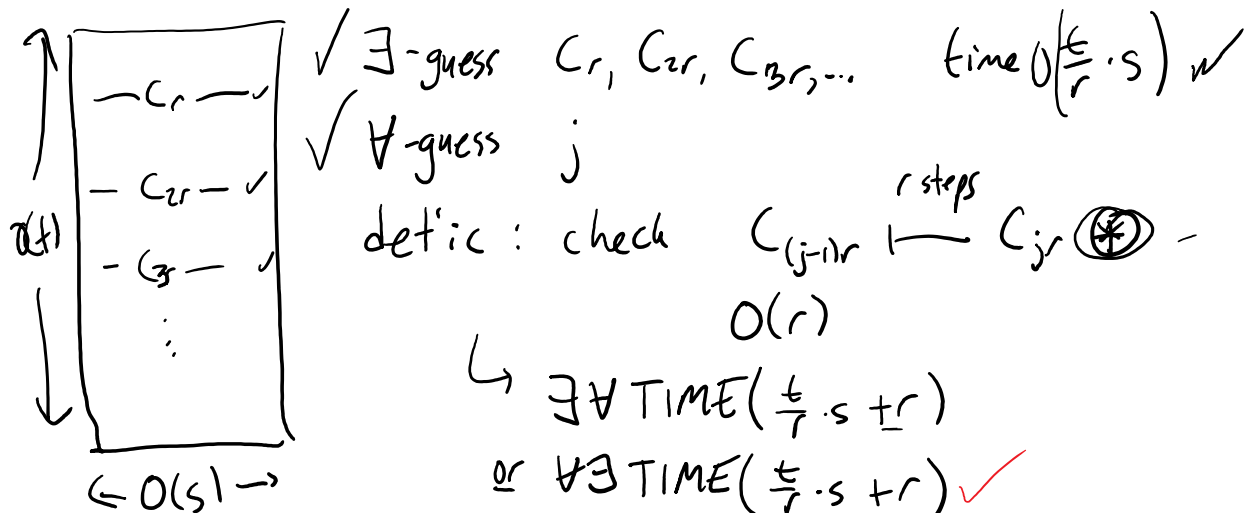 ✓ ∃-guess C_r, C_2r, C_3r, ... time O(t/r · s) ✓
— C_r — ✓
✓ ∀-guess j
— C_2r — ✓
r steps
O(t)
det'ic : check C_(j-1)r ⊢ C_jr ⊛ –
- C_3r — ✓
⋮
O(r)
↳ ∃∀ TIME(t/r · s + r)
← O(s) →
or ∀∃ TIME(t/r · s + r) ✓